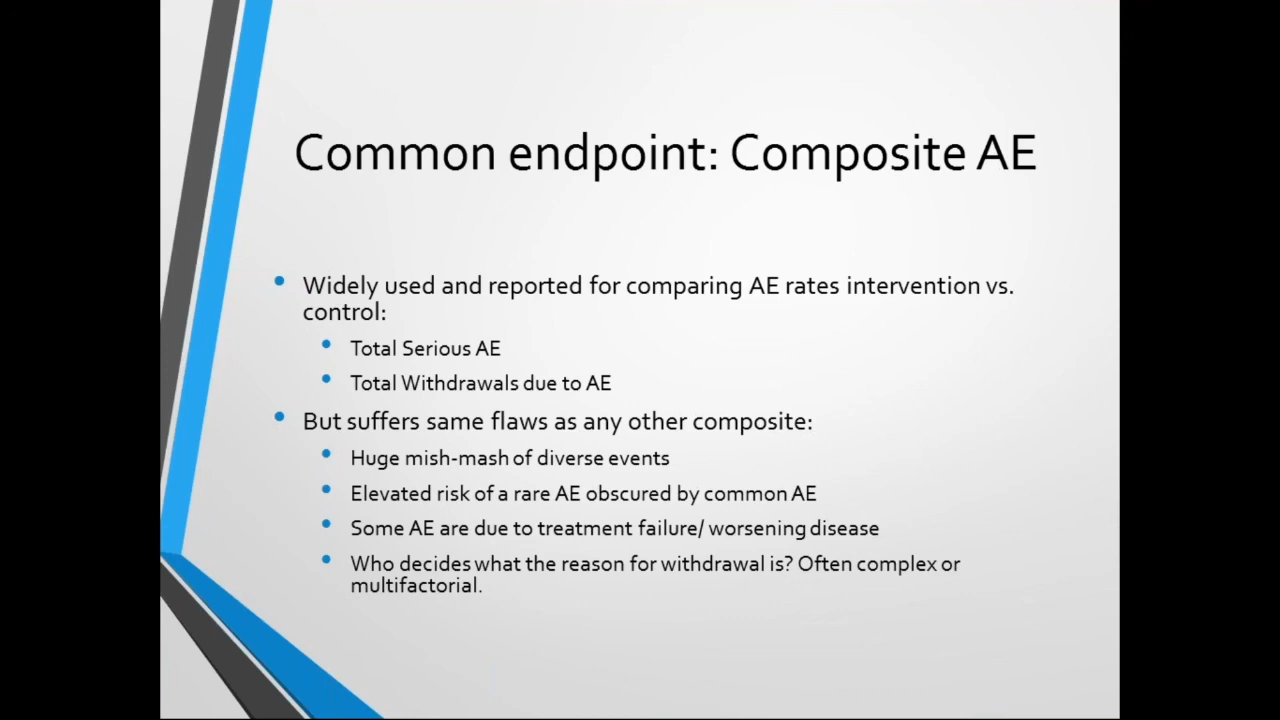 Common endpoint: Composite AE
Widely used and reported for comparing AE rates intervention vs.
control:
Total Serious AE
Total Withdrawals due to AE
But suffers same flaws as any other composite:
Huge mish-mash of diverse events
Elevated risk of a rare AE obscured by common AE
Some AE are due to treatment failure/ worsening disease
Who decides what the reason for withdrawal is? Often complex or
multifactorial.